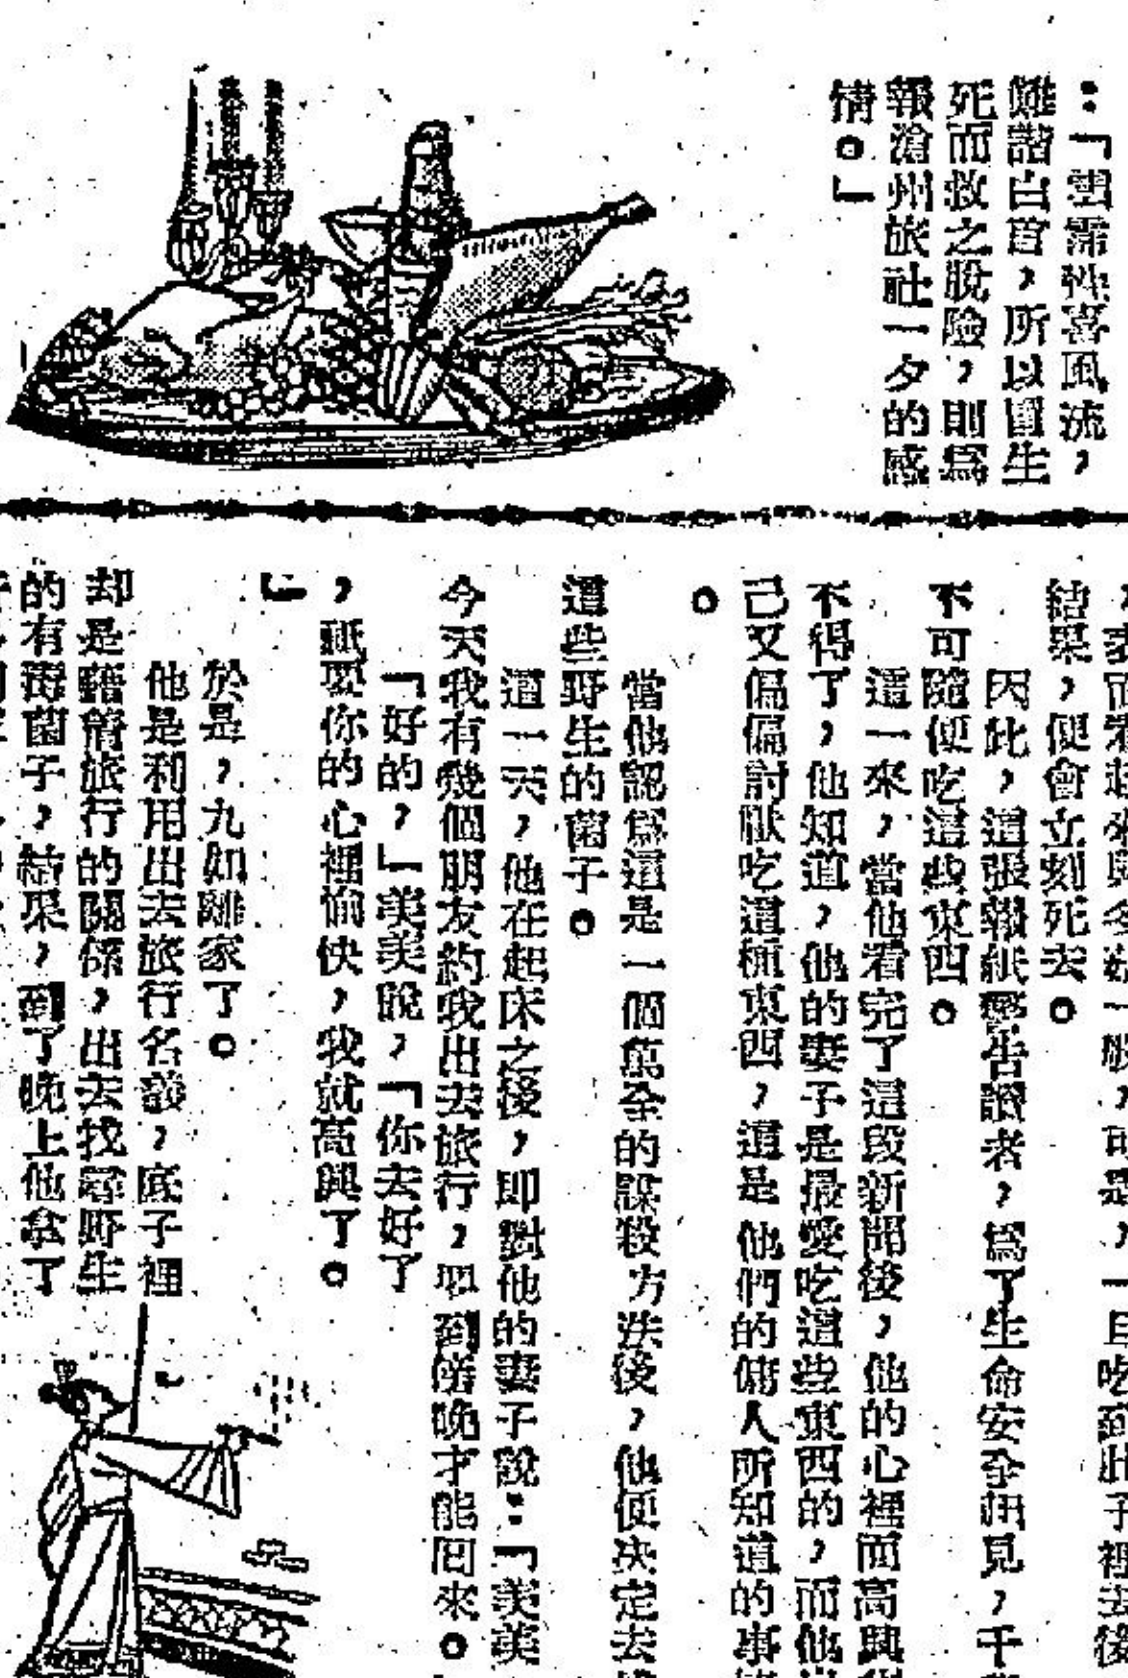 ：「雲霈性喜風流，
難諧白首，所以置生
死而救之脫險，則爲
報滄州旅社一夕的感
情。」
結果，便會立刻死去。
因此，這張報紙警告讀者，爲了生命安全起見，千
不可隨便吃這些東西。
這一來，當他看完了這段新聞後，他的心裡面高興
不得了，他知道，他的妻子是最愛吃這些東西的，而他
己又偏偏討厭吃這種東西，這是他們的傭人所知道的事
。
當他認爲這是一個萬全的謀殺方法後，他便決定去
這些野生的菌子。
這一天，他在起床之後，即對他的妻子說：「美美
今天我有幾個朋友約我出去旅行，要到傍晚才能回來。
「好的，」美美說，「你去好了
，祇要你的心裡愉快，我就高興了。
」
於是，九如離家了。
他是利用出去旅行名義，底子裡
却是藉着旅行的關係，出去找尋野生
的有毒菌子，結果，到了晚上他拿了